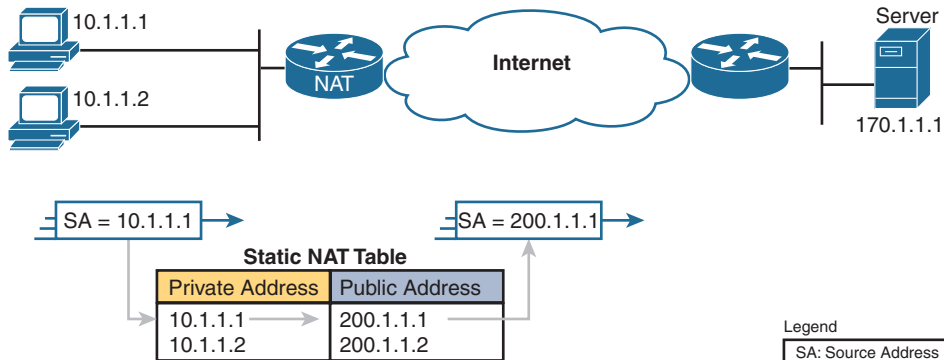 10.1.1.1
Server
NAT
Internet
10.1.1.2
170.1.1.1
SA = 10.1.1.1
SA = 200.1.1.1
Static NAT Table
Private Address Public Address
10.1.1.1 200.1.1.1
10.1.1.2 200.1.1.2
Legend
SA: Source Address